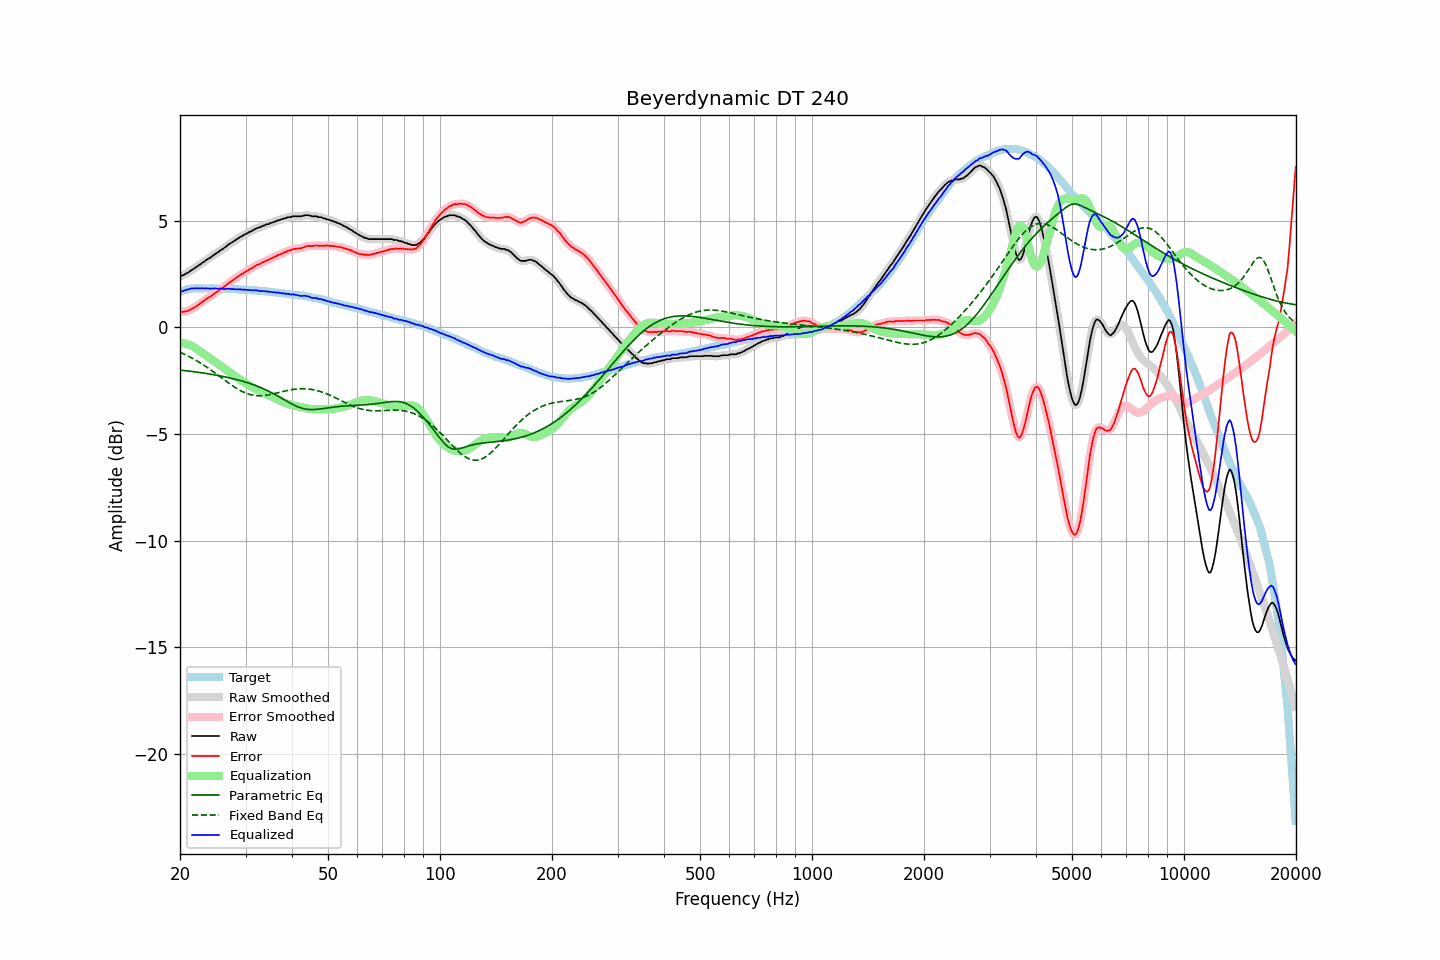 Beyerdynamic DT 240
Amplitude (dBr)
5
0
−5
−10
−15
−20
Target
Raw Smoothed
Error Smoothed
Raw
Error
Equalization
Parametric Eq
Fixed Band Eq
Equalized
20 50 100 200 500 1000 2000 5000 10000 20000
Frequency (Hz)